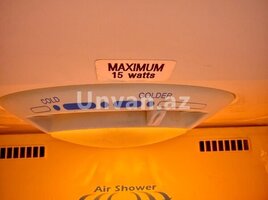 MAXIMUM
15 watts
COLD
COLDER
Unvan.az
Air Shower